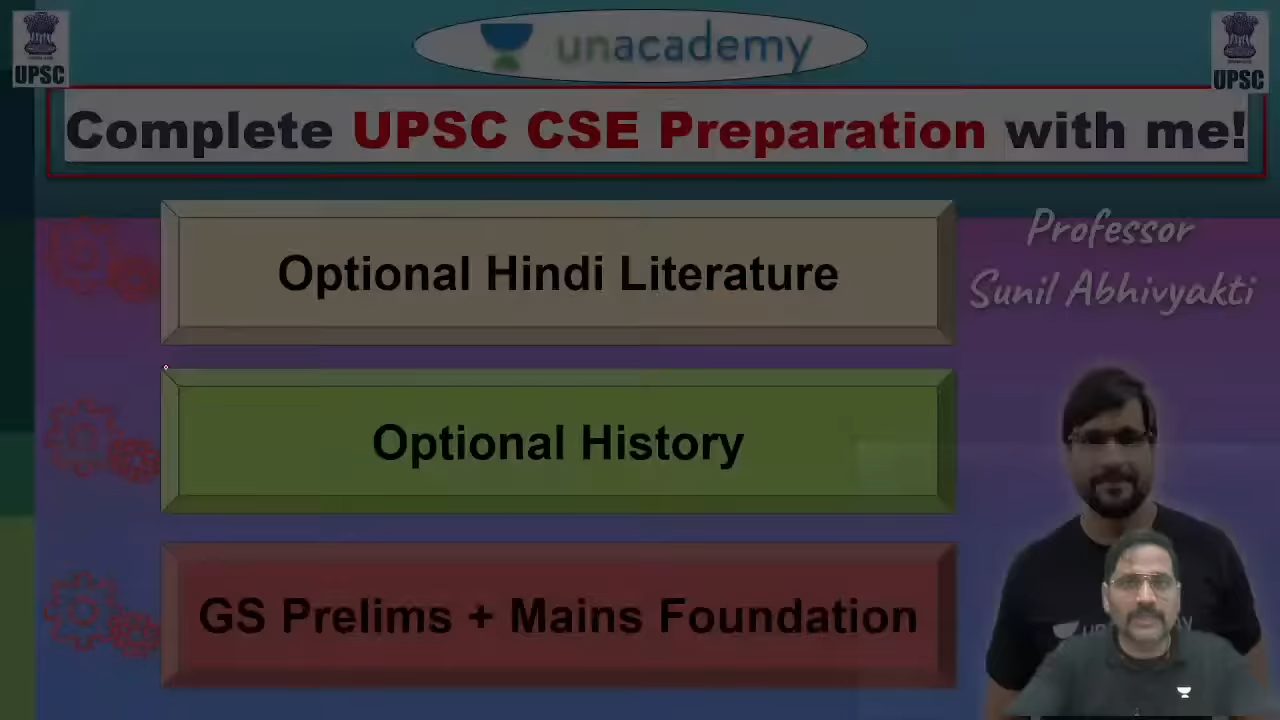 UPSC
unacademy
UPSC
Complete UPSC CSE Preparation with me!
Professor
Sunil Abhivyakti
Optional Hindi Literature
Optional History
GS Prelims + Mains Foundation